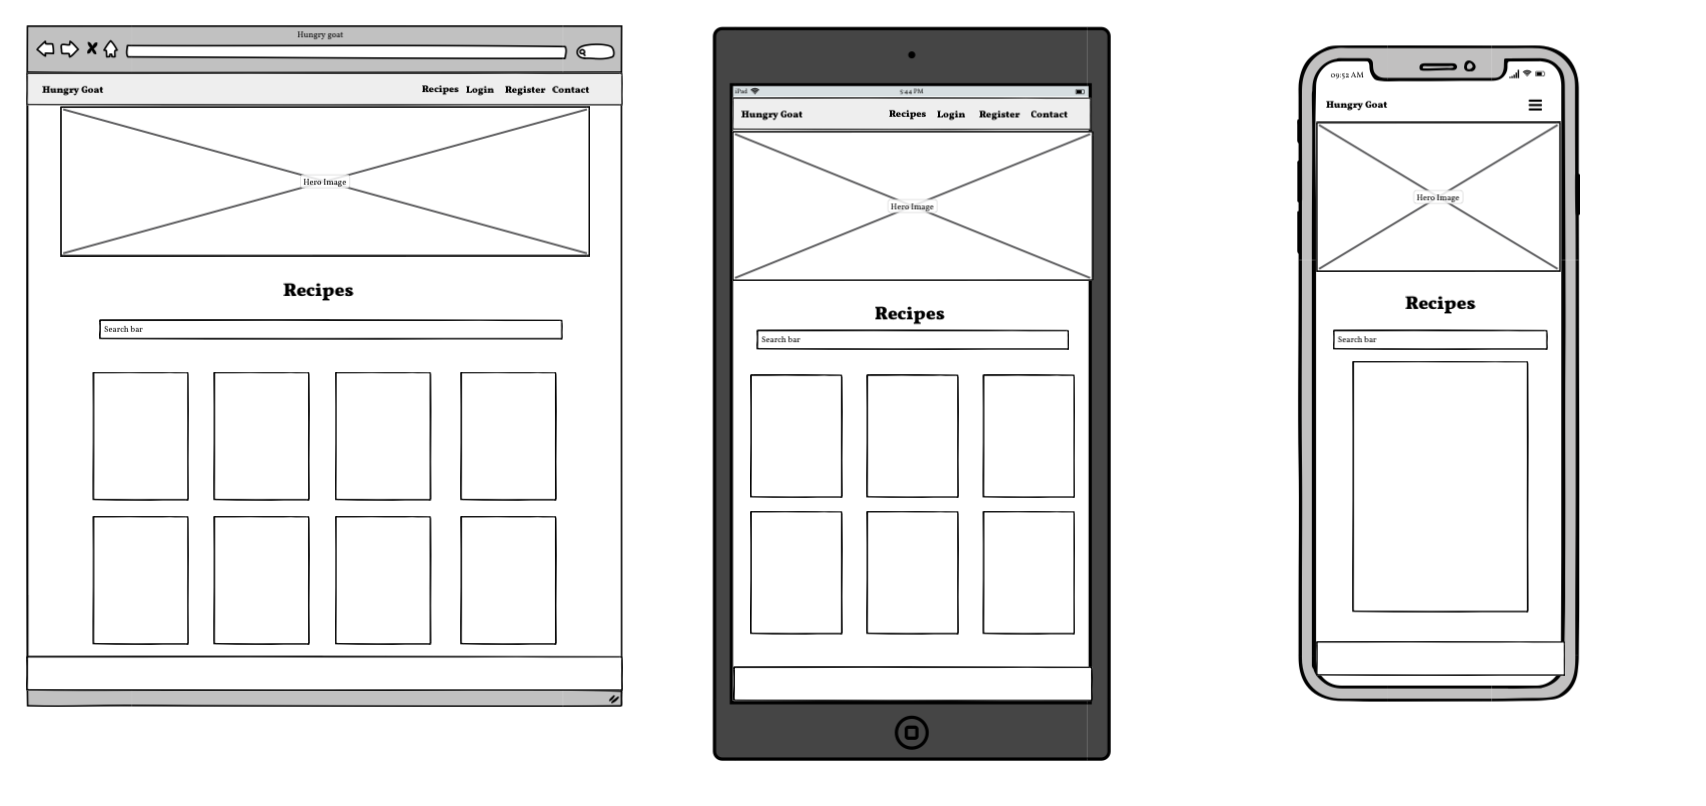 Hungry goat
Hungry Goat
Recipes Login Register Contact
Hero Image
Recipes
Search bar
iPad
5:44 PM
Hungry Goat
Recipes Login Register Contact
Hero Image
Recipes
Search bar
09:52 AM
Hungry Goat
Hero Image
Recipes
Search bar